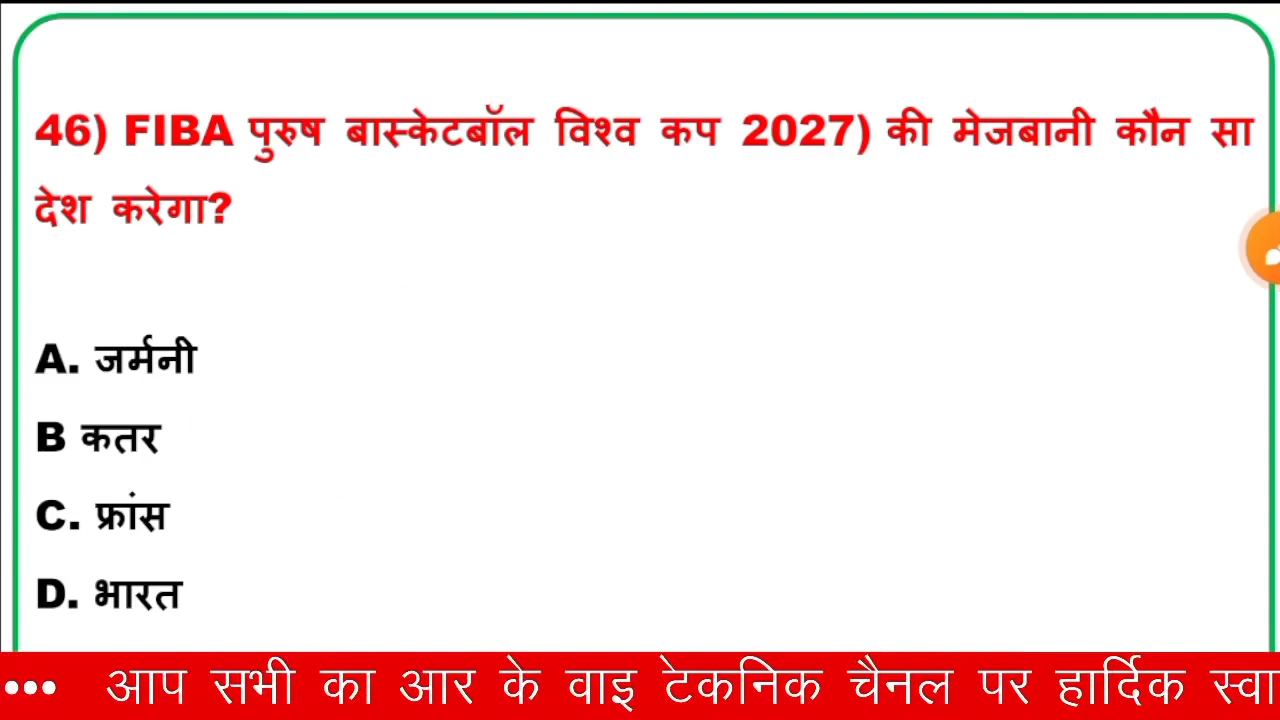 46) FIBA पुरुष बास्केटबॉल विश्व कप 2027) की मेजबानी कौन सा
देश करेगा?
A. जर्मनी
B कतर
C. फ्रांस
D. भारत
••• आप सभी का आर के वाइ टेकनिक चैनल पर हार्दिक स्वा